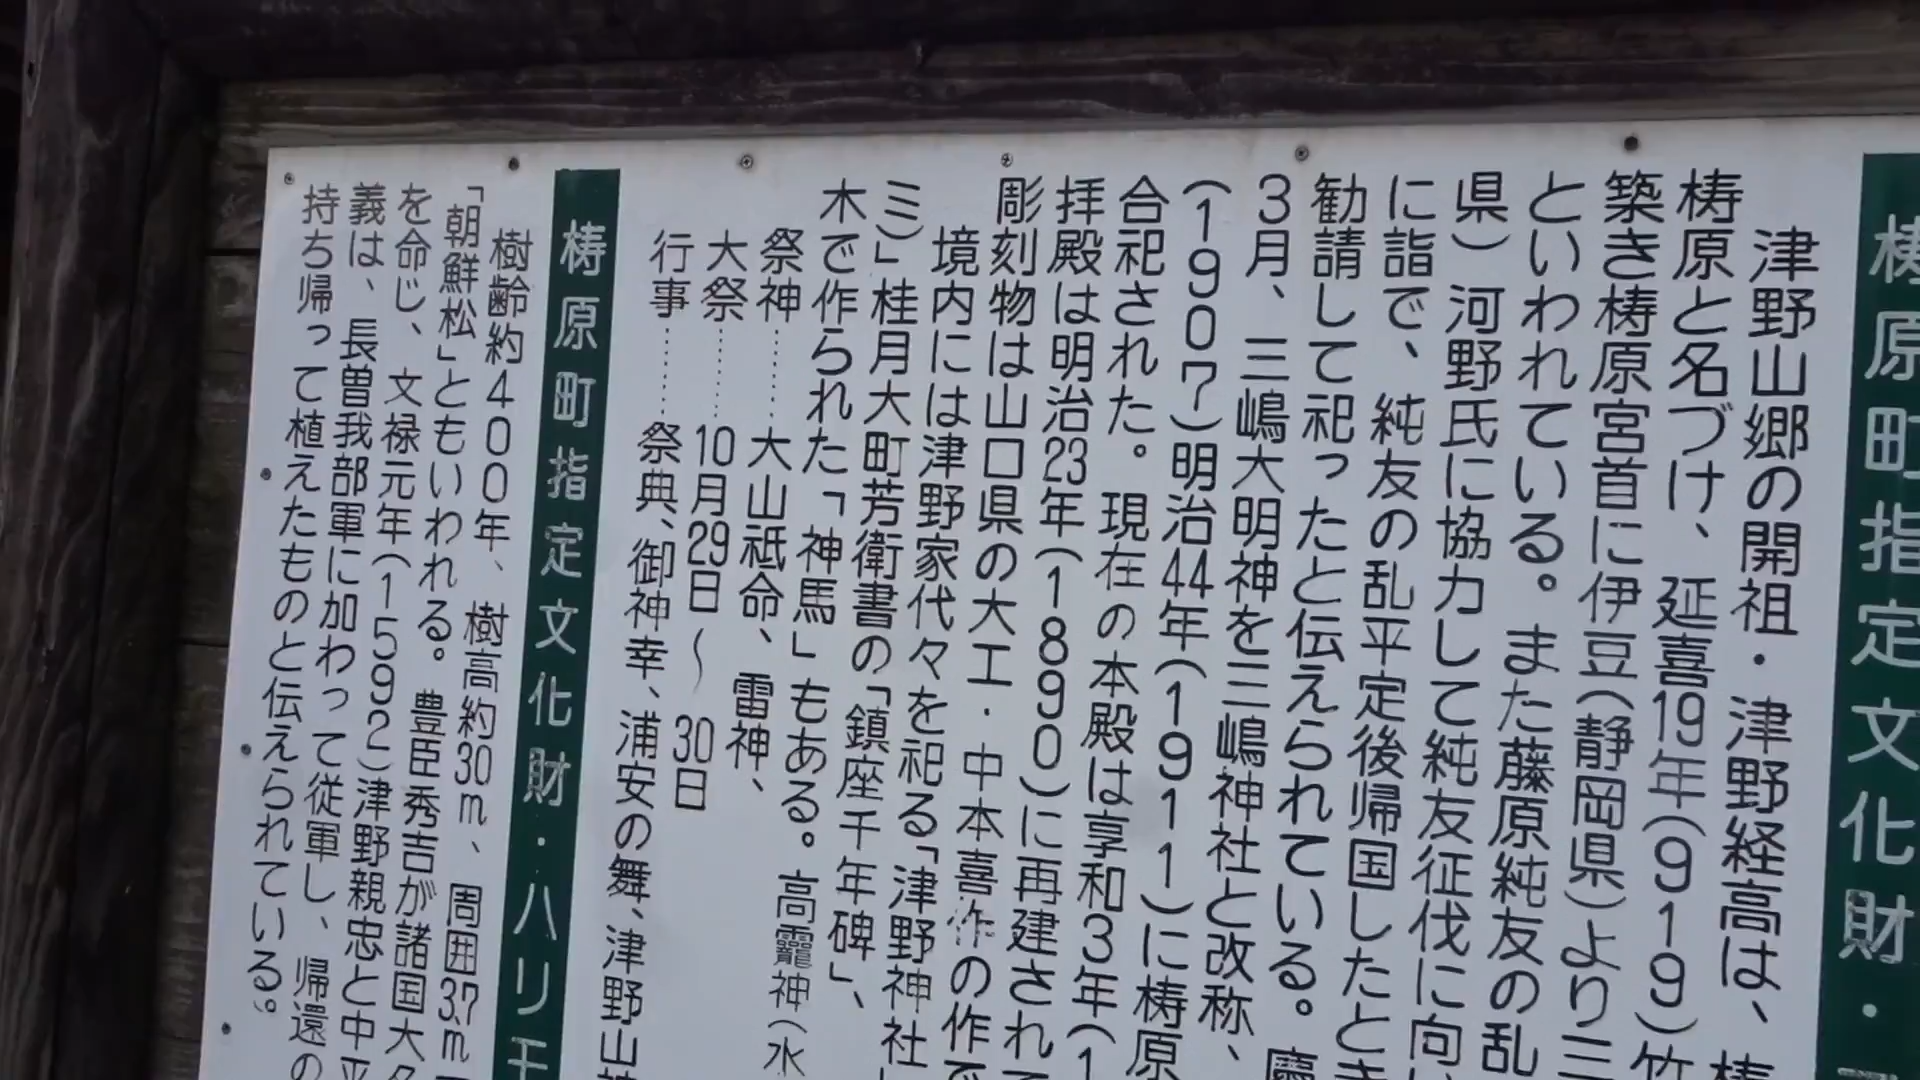 梼原町指定文化財・
津野山郷の開祖・津野経高は、梼
梼原と名づけ、延喜19年(919)竹
築き梼原宮首に伊豆(静岡県)より三
といわれている。また藤原純友の乱
県)河野氏に協力して純友征伐に向い
に詣で、純友の乱平定後帰国したとき
勧請して祀ったと伝えられている。慶
3月、三嶋大明神を三嶋神社と改称、
(1907)明治44年(1911)に梼原
合祀された。現在の本殿は享和3年(1
拝殿は明治23年(1890)に再建されて
彫刻物は山口県の大工・中本喜作の作で
境内には津野家代々を祀る「津野神社」
ミ)」桂月大町芳衛書の「鎮座千年碑」、
木で作られた「神馬」もある。
祭神……大山祇命、雷神、高龗神(水
大祭……10月29日～30日
行事……祭典、御神幸、浦安の舞、津野山
梼原町指定文化財・ハリモ
樹齢約400年、樹高約30m、周囲3.7m
「朝鮮松」ともいわれる。豊臣秀吉が諸国大名
を命じ、文禄元年(1592)津野親忠と中平
義は、長曽我部軍に加わって従軍し、帰還の
持ち帰って植えたものと伝えられている。